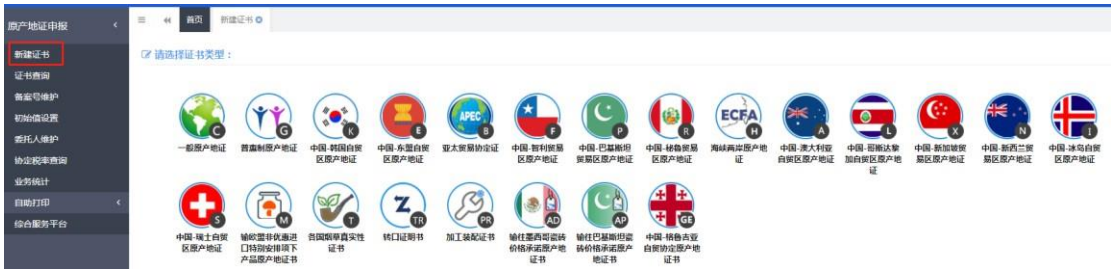 原产地证申报
首页
新建证书
新建证书
证书查询
备案号维护
初始值设置
委托人维护
协定税率查询
业务统计
自助打印
综合服务平台
请选择证书类型：
C
一般原产地证
G
普惠制原产地证
K
中国-韩国自贸
区原产地证
E
中国-东盟自贸
区原产地证
APEC
B
亚太贸易协定证
F
中国-智利贸易
区原产地证
P
中国-巴基斯坦
贸易区原产地证
R
中国-秘鲁贸易
区原产地证
ECFA
H
海峡两岸原产地
证
A
中国-澳大利亚
自贸区原产地证
L
中国-哥斯达黎
加自贸区原产地
证
X
中国-新加坡贸
易区原产地证
N
中国-新西兰贸
易区原产地证
I
中国-冰岛自贸
区原产地证
S
中国-瑞士自贸
区原产地证
M
输欧盟非优惠进
口特别安排项下
产品原产地证书
T
各国烟草真实性
证书
Z
TR
转口证明书
PR
加工装配证书
AD
输往墨西哥瓷砖
价格承诺原产地
证书
AP
输往巴基斯坦瓷
砖价格承诺原产
地证书
GE
中国-格鲁吉亚
自贸协定原产地
证书